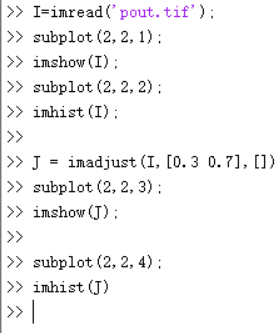 >> I=imread('pout.tif');
>> subplot(2,2,1);
>> imshow(I);
>> subplot(2,2,2);
>> imhist(I);
>>
>> J = imadjust(I,[0.3 0.7],[])
>> subplot(2,2,3);
>> imshow(J);
>>
>> subplot(2,2,4);
>> imhist(J)
>>